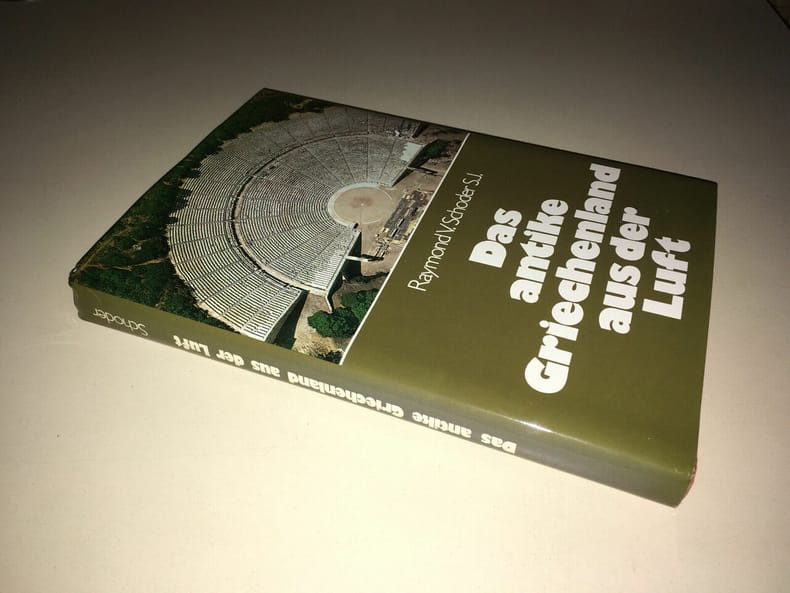 Raymond V. Schoder S.J.
Das
antike
Griechenland
aus der
Luft
Schoder
Das antike Griechenland aus der Luft